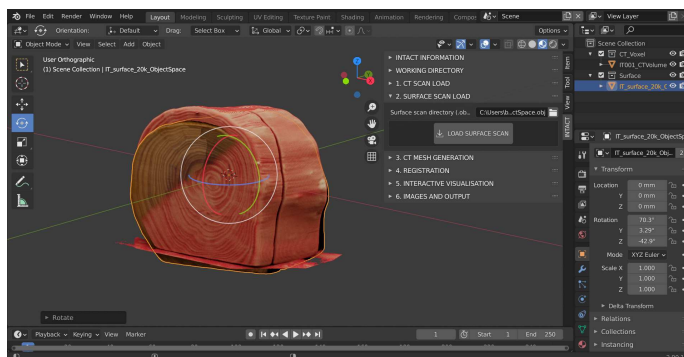 File Edit Render Window Help Layout Modeling Sculpting UV Editing Texture Paint Shading Animation Rendering Compos Scene View Layer
Orientation: Default Drag: Select Box Global Options
Object Mode View Select Add Object
User Orthographic
(1) Scene Collection | IT_surface_20k_ObjectSpace
INTACT INFORMATION
WORKING DIRECTORY
1. CT SCAN LOAD
2. SURFACE SCAN LOAD
Surface scan directory (.ob.. C:\Users\b...ctSpace.obj
LOAD SURFACE SCAN
3. CT MESH GENERATION
4. REGISTRATION
5. INTERACTIVE VISUALISATION
6. IMAGES AND OUTPUT
Item
Tool
View
INTACT
X
Y
Z
Rotate
Scene Collection
CT_Voxel
IT001_CTVolume
Surface
IT_surface_20k_
IT_surface_20k_Obj...
IT_surface_20k_Obj... 2
Transform
Location 0 mm
Y 0 mm
Z 0 mm
Rotation 70.3°
Y 3.29°
Z -42.9°
Mode XYZ Euler
Scale X 1.000
Y 1.000
Z 1.000
Delta Transform
Relations
Collections
Instancing
Playback Keying View Marker 1 Start 1 End 250